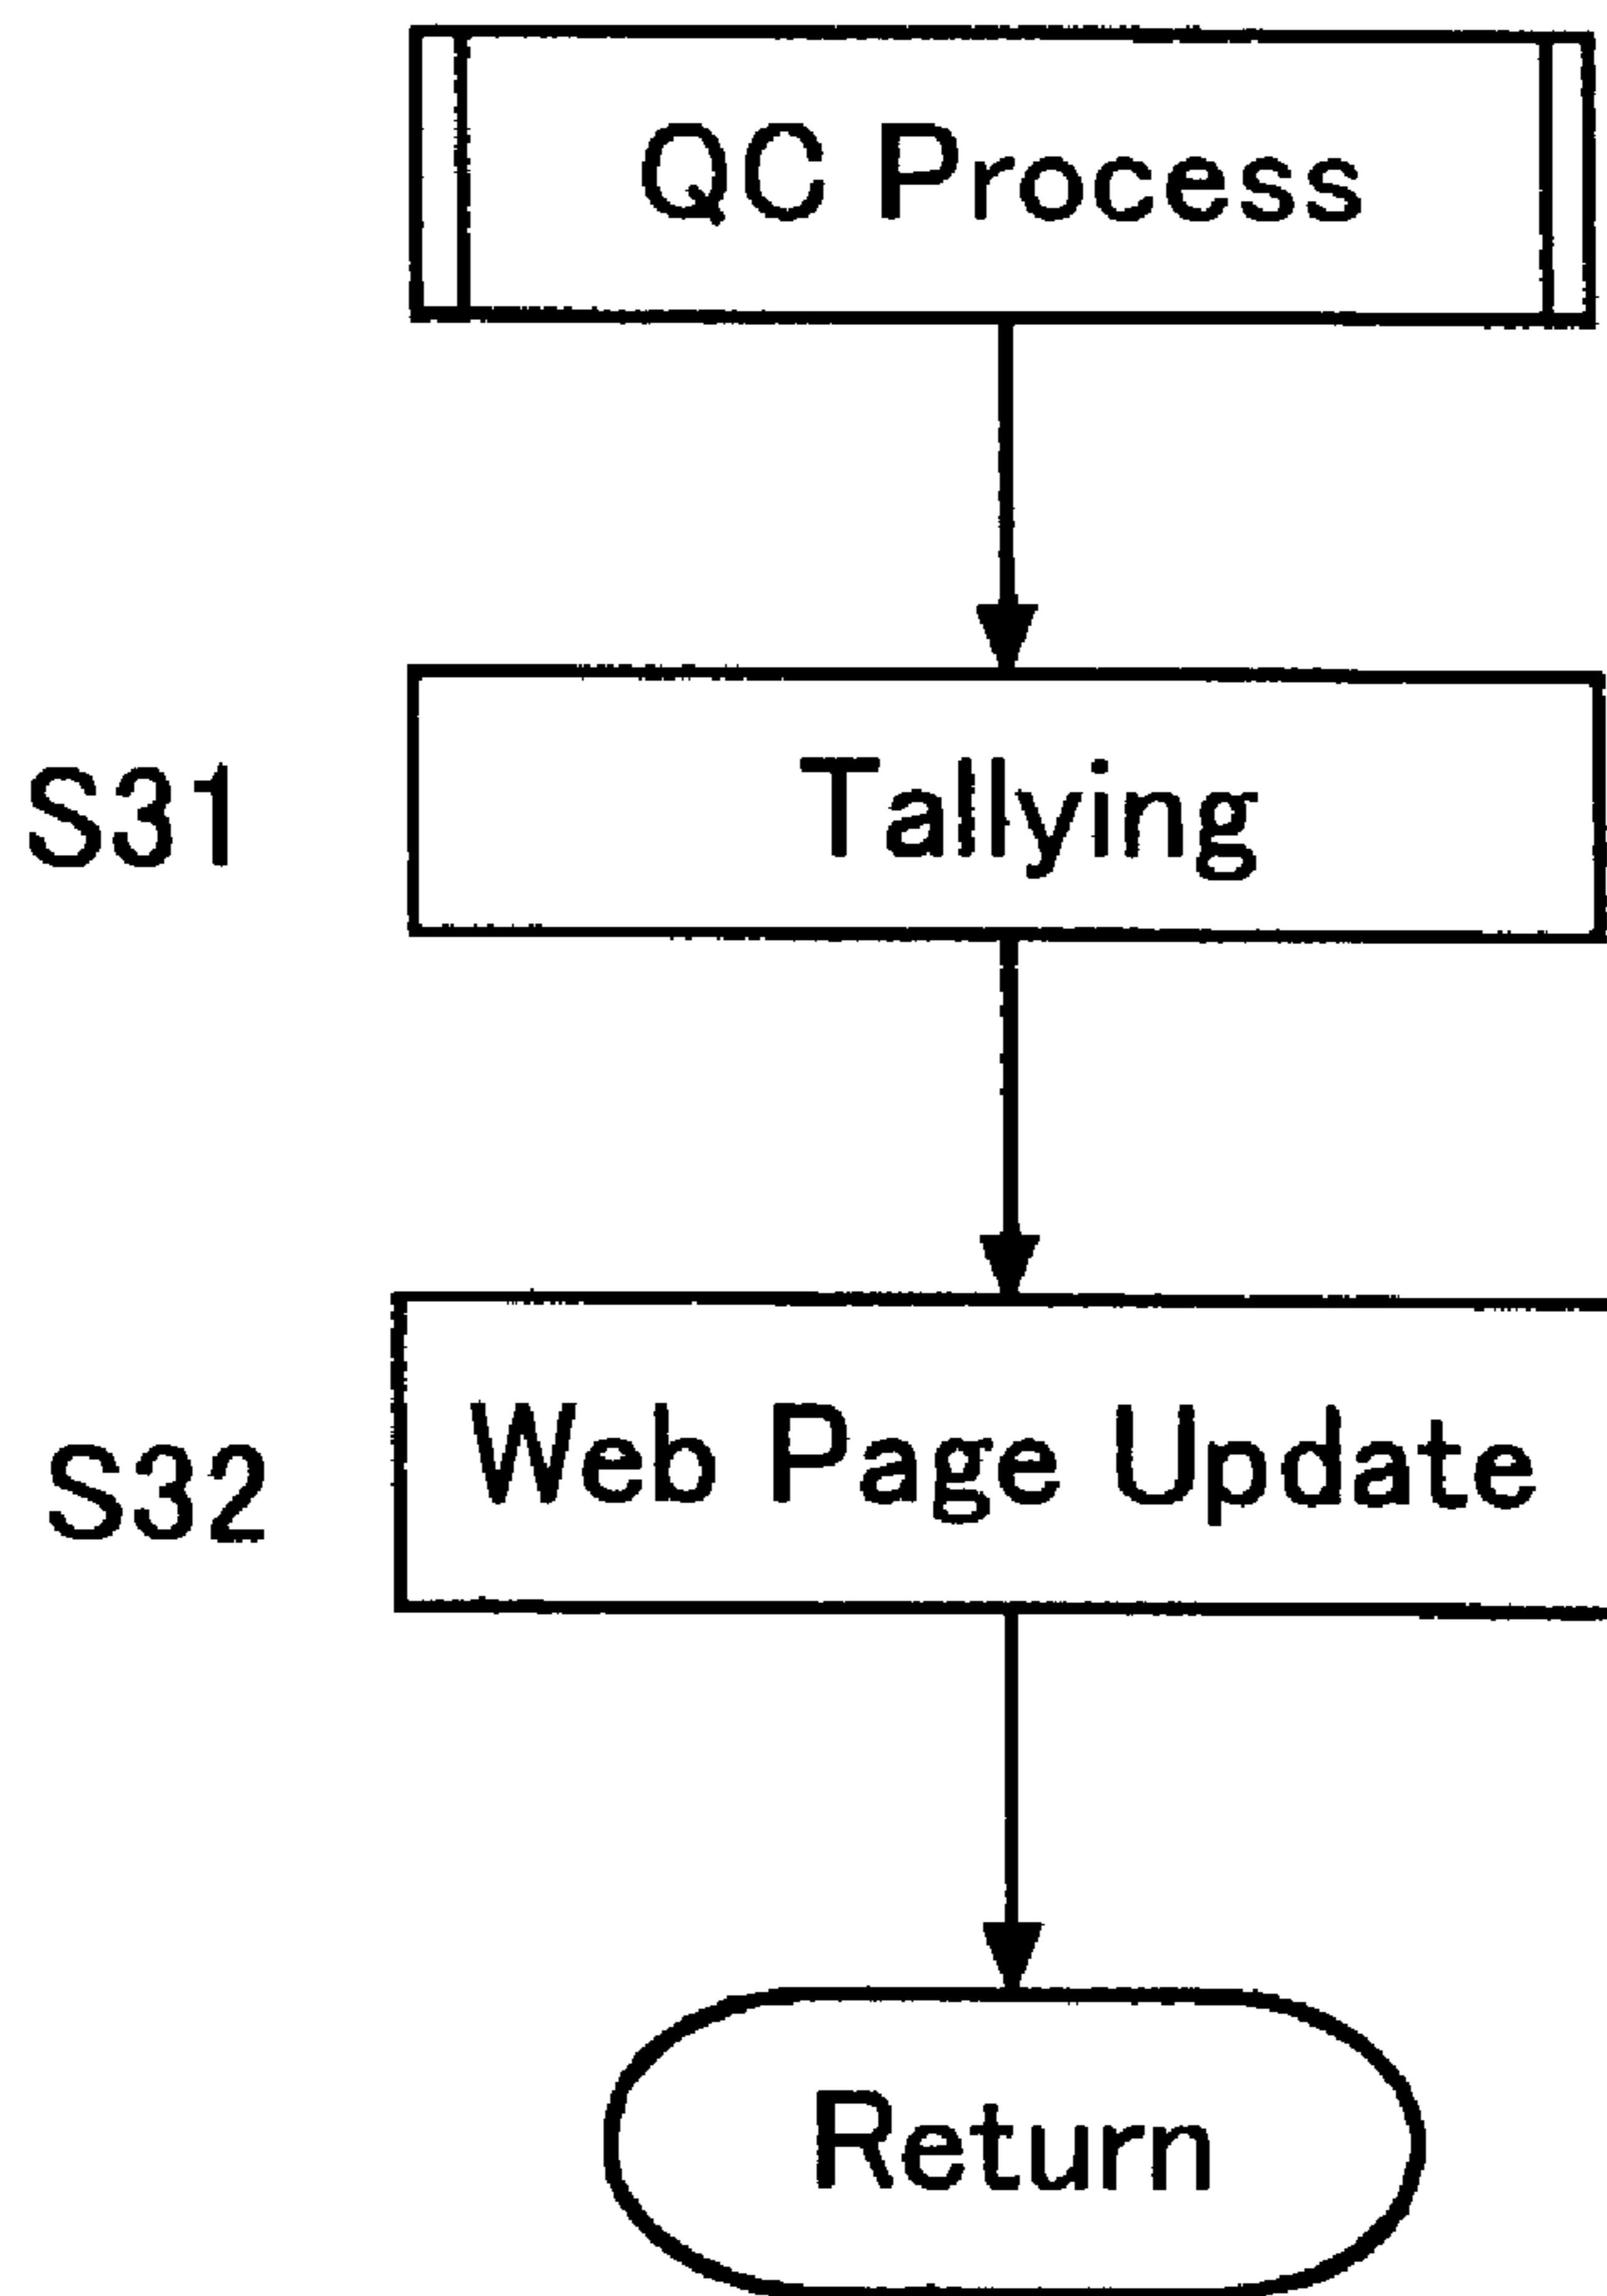 QC Process
S31 Tallying
S32 Web Page Update
Return